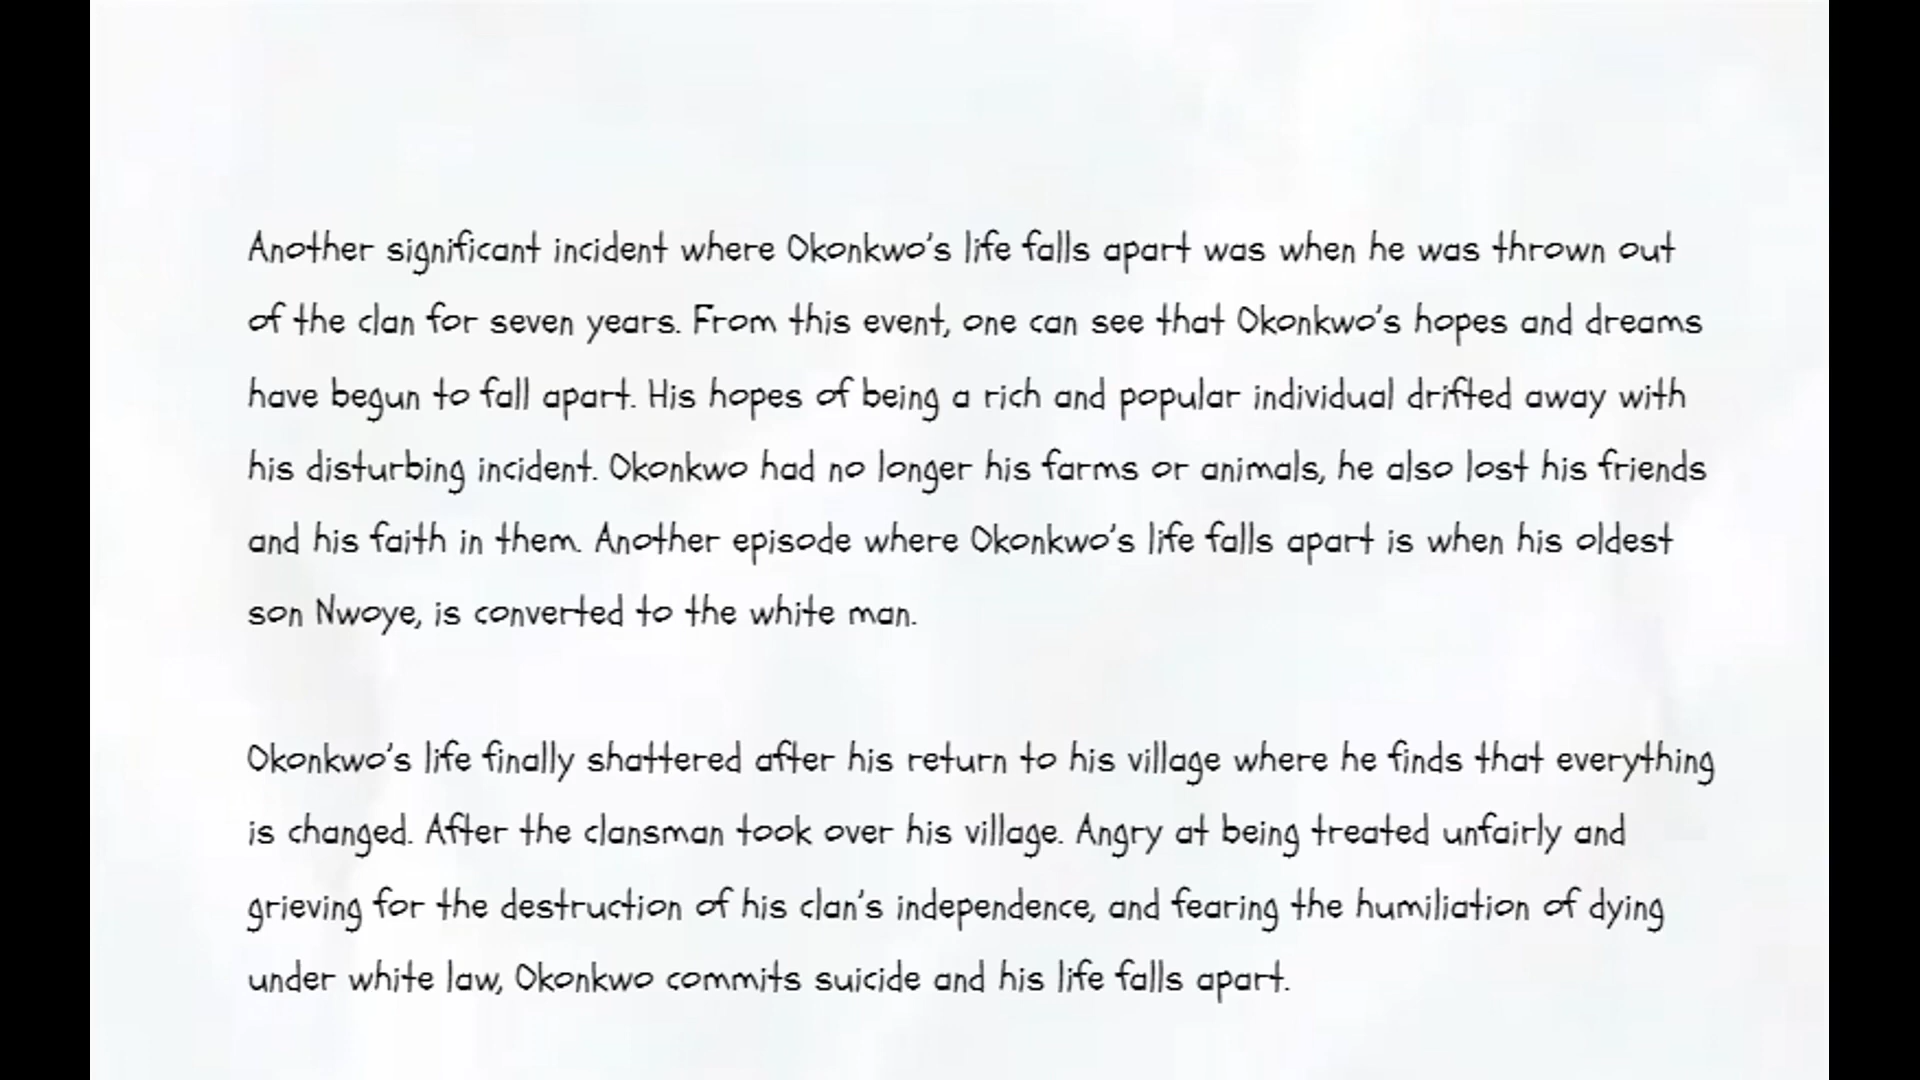 Another significant incident where Okonkwo's life falls apart was when he was thrown out
of the clan for seven years. From this event, one can see that Okonkwo's hopes and dreams
have begun to fall apart. His hopes of being a rich and popular individual drifted away with
his disturbing incident. Okonkwo had no longer his farms or animals, he also lost his friends
and his faith in them. Another episode where Okonkwo's life falls apart is when his oldest
son Nwoye, is converted to the white man.
Okonkwo's life finally shattered after his return to his village where he finds that everything
is changed. After the clansman took over his village. Angry at being treated unfairly and
grieving for the destruction of his clan's independence, and fearing the humiliation of dying
under white law, Okonkwo commits suicide and his life falls apart.